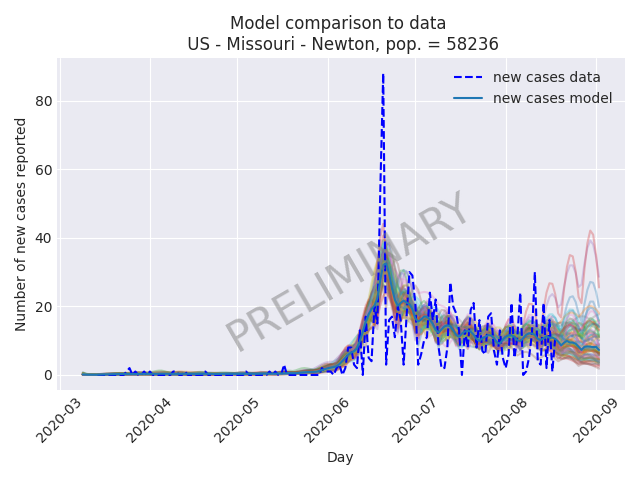 Model comparison to data
US - Missouri - Newton, pop. = 58236
new cases data
new cases model
Number of new cases reported
80
60
40
20
0
PRELIMINARY
2020-03
2020-04
2020-05
2020-06
2020-07
2020-08
2020-09
Day